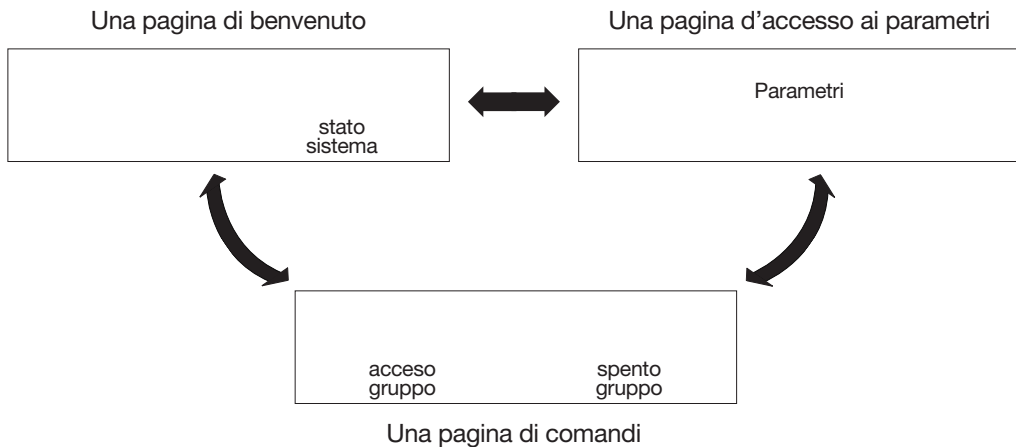 Una pagina di benvenuto
Una pagina d’accesso ai parametri
stato
sistema
Parametri
acceso
gruppo
spento
gruppo
Una pagina di comandi